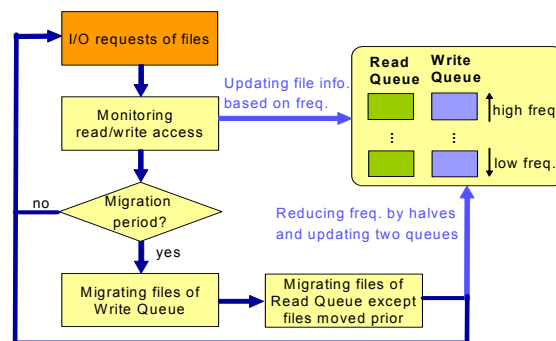 I/O requests of files
Monitoring
read/write access
Updating file info.
based on freq.
Read
Queue
Write
Queue
high freq
...
...
low freq.
Migration
period?
no
yes
Reducing freq. by halves
and updating two queues
Migrating files of
Write Queue
Migrating files of
Read Queue except
files moved prior